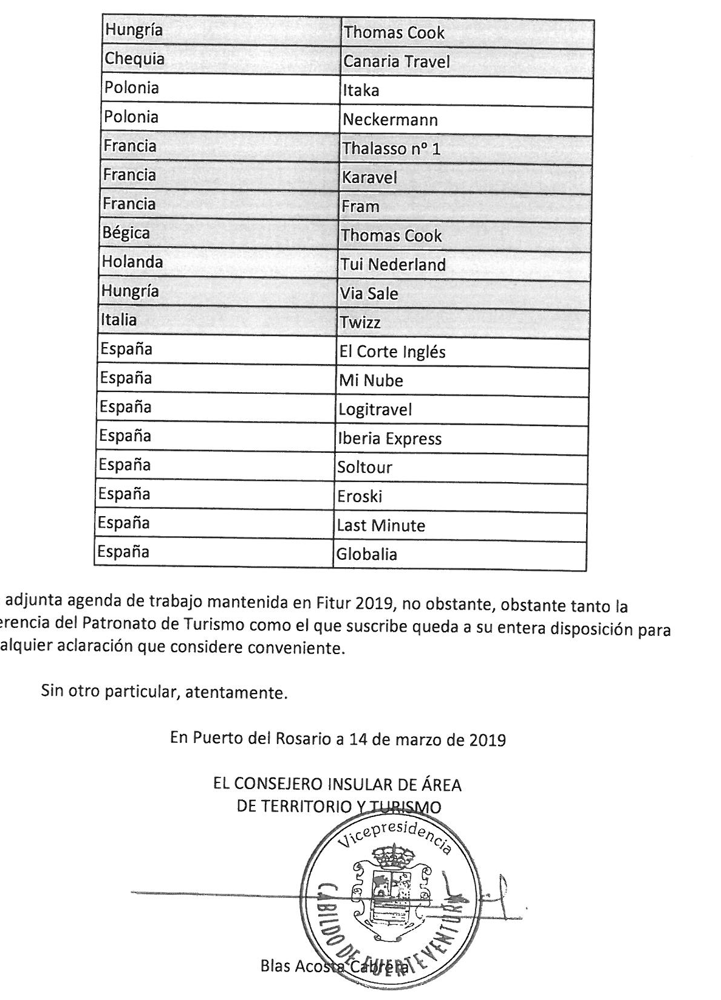 Hungría Thomas Cook
Chequia Canaria Travel
Polonia Itaka
Polonia Neckermann
Francia Thalasso nº 1
Francia Karavel
Francia Fram
Bégica Thomas Cook
Holanda Tui Nederland
Hungría Via Sale
Italia Twizz
España El Corte Inglés
España Mi Nube
España Logitravel
España Iberia Express
España Soltour
España Eroski
España Last Minute
España Globalia
adjunta agenda de trabajo mantenida en Fitur 2019, no obstante, obstante tanto la
erencia del Patronato de Turismo como el que suscribe queda a su entera disposición para
alquier aclaración que considere conveniente.
Sin otro particular, atentamente.
En Puerto del Rosario a 14 de marzo de 2019
EL CONSEJERO INSULAR DE ÁREA
DE TERRITORIO Y TURISMO
Vicepresidencia
CABILDO DE FUERTEVENTURA
Blas Acosta Cabrera